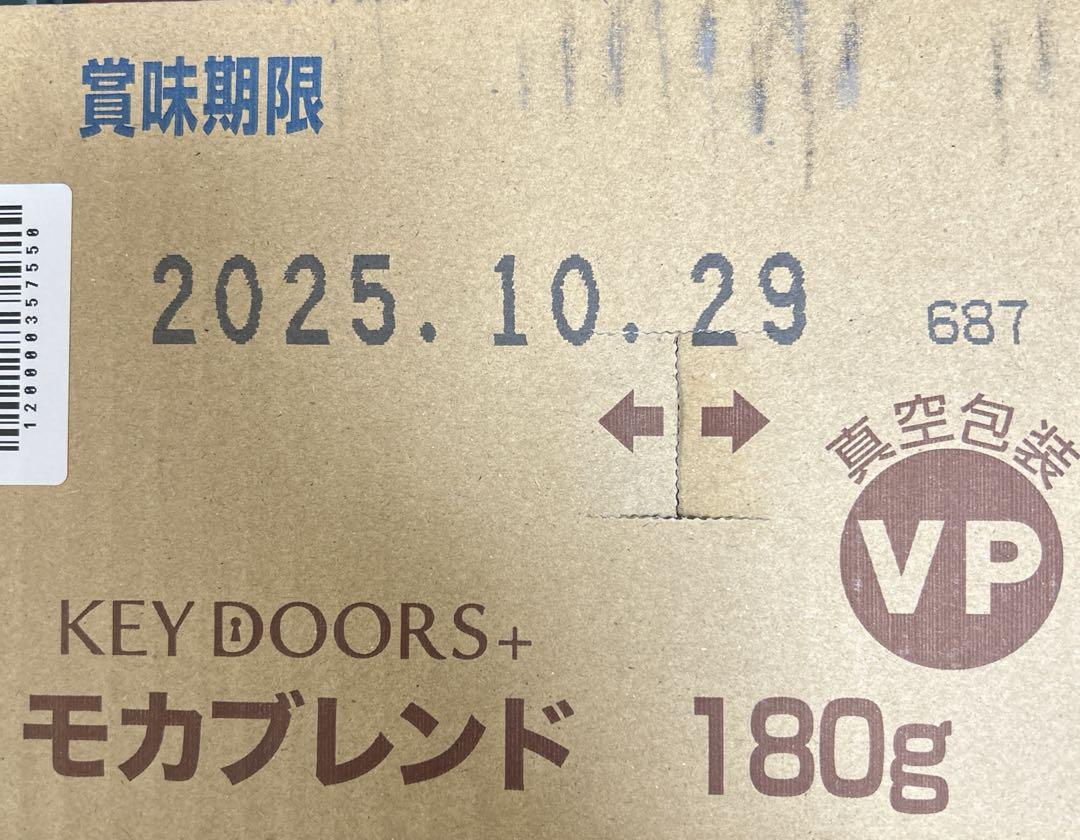 賞味期限
2025.10.29
687
1200000357550
真空包装
VP
KEY DOORS+
モカブレンド 180g